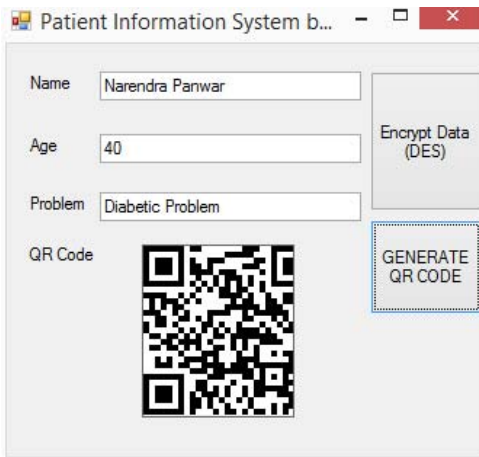 Patient Information System b...
Name
Narendra Panwar
Age
40
Problem
Diabetic Problem
QR Code
Encrypt Data
(DES)
GENERATE
QR CODE